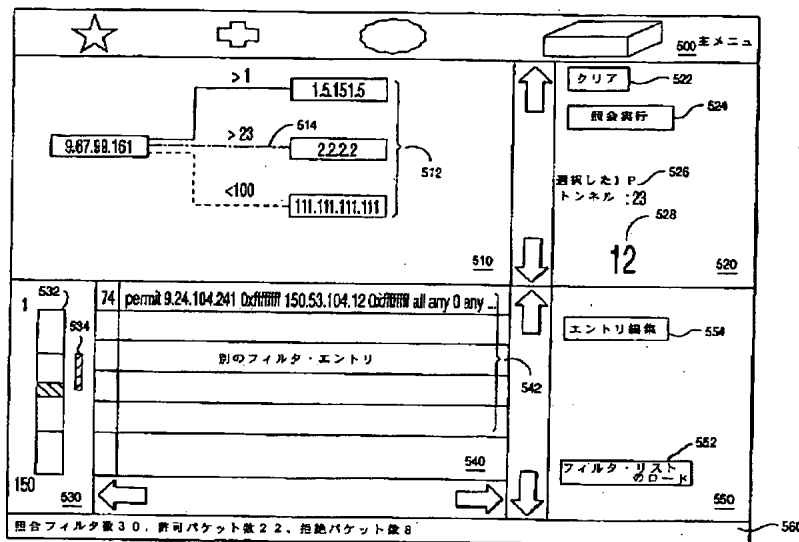 500 主メニュー
クリア
522
照会実行
524
>1
1.5.151.5
>23
514
9.67.99.161
2.2.2.2
512
<100
111.111.111.111
選択したI P
526
トンネル :23
528
12
510
520
532
1
74 permit 9.24.104.241 0xffffffff 150.53.104.12 0xffffffff all any 0 any ...
534
別のフィルタ・エントリ
542
エントリ編集
554
552
フィルタ・リスト
のロード
150
530
540
550
照合フィルタ数30, 許可パケット数22、拒絶パケット数8
560